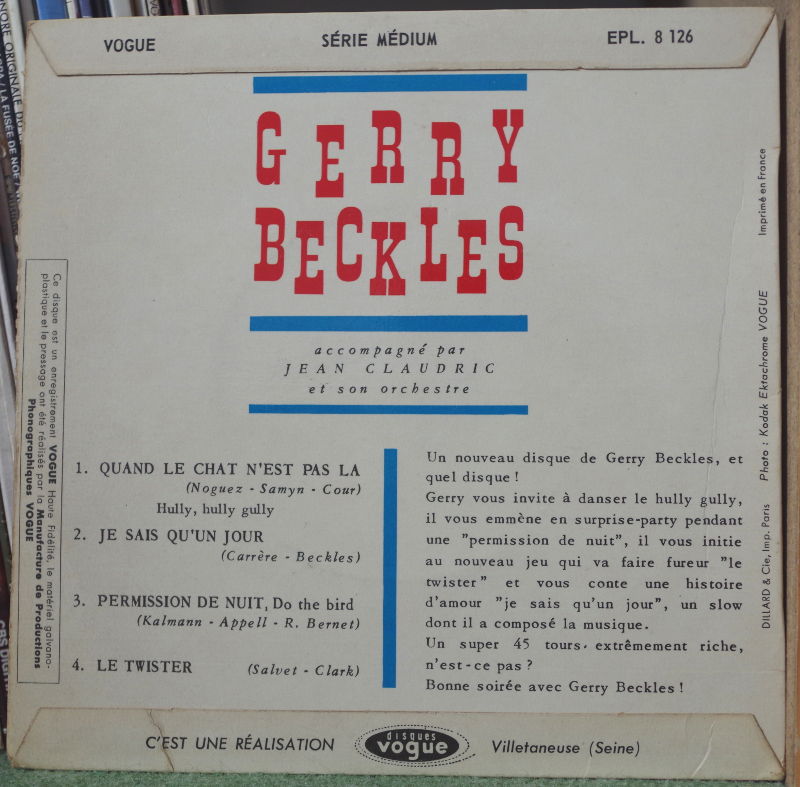 VOGUE
SÉRIE MÉDIUM
EPL. 8 126
GERRY
BECKLES
accompagné par
JEAN CLAUDRIC
et son orchestre
1. QUAND LE CHAT N'EST PAS LA
(Noguez - Samyn - Cour)
Hully, hully gully
2. JE SAIS QU'UN JOUR
(Carrère - Beckles)
3. PERMISSION DE NUIT, Do the bird
(Kalmann - Appell - R. Bernet)
4. LE TWISTER (Salvet - Clark)
Un nouveau disque de Gerry Beckles, et
quel disque !
Gerry vous invite à danser le hully gully,
il vous emmène en surprise-party pendant
une "permission de nuit", il vous initie
au nouveau jeu qui va faire fureur "le
twister" et vous conte une histoire
d'amour "je sais qu'un jour", un slow
dont il a composé la musique.
Un super 45 tours extrêmement riche,
n'est-ce pas ?
Bonne soirée avec Gerry Beckles !
Ce disque est un enregistrement VOGUE Haute Fidélité, le matériel galvano-
plastique et le pressage ont été réalisés par la Manufacture de Productions
Phonographiques VOGUE
DILLARD & Cie, Imp. Paris
Photo : Kodak Ektachrome VOGUE
Imprimé en France
C'EST UNE RÉALISATION
disques
vogue
Villetaneuse (Seine)
LA FUSEE DE NOE
CBS